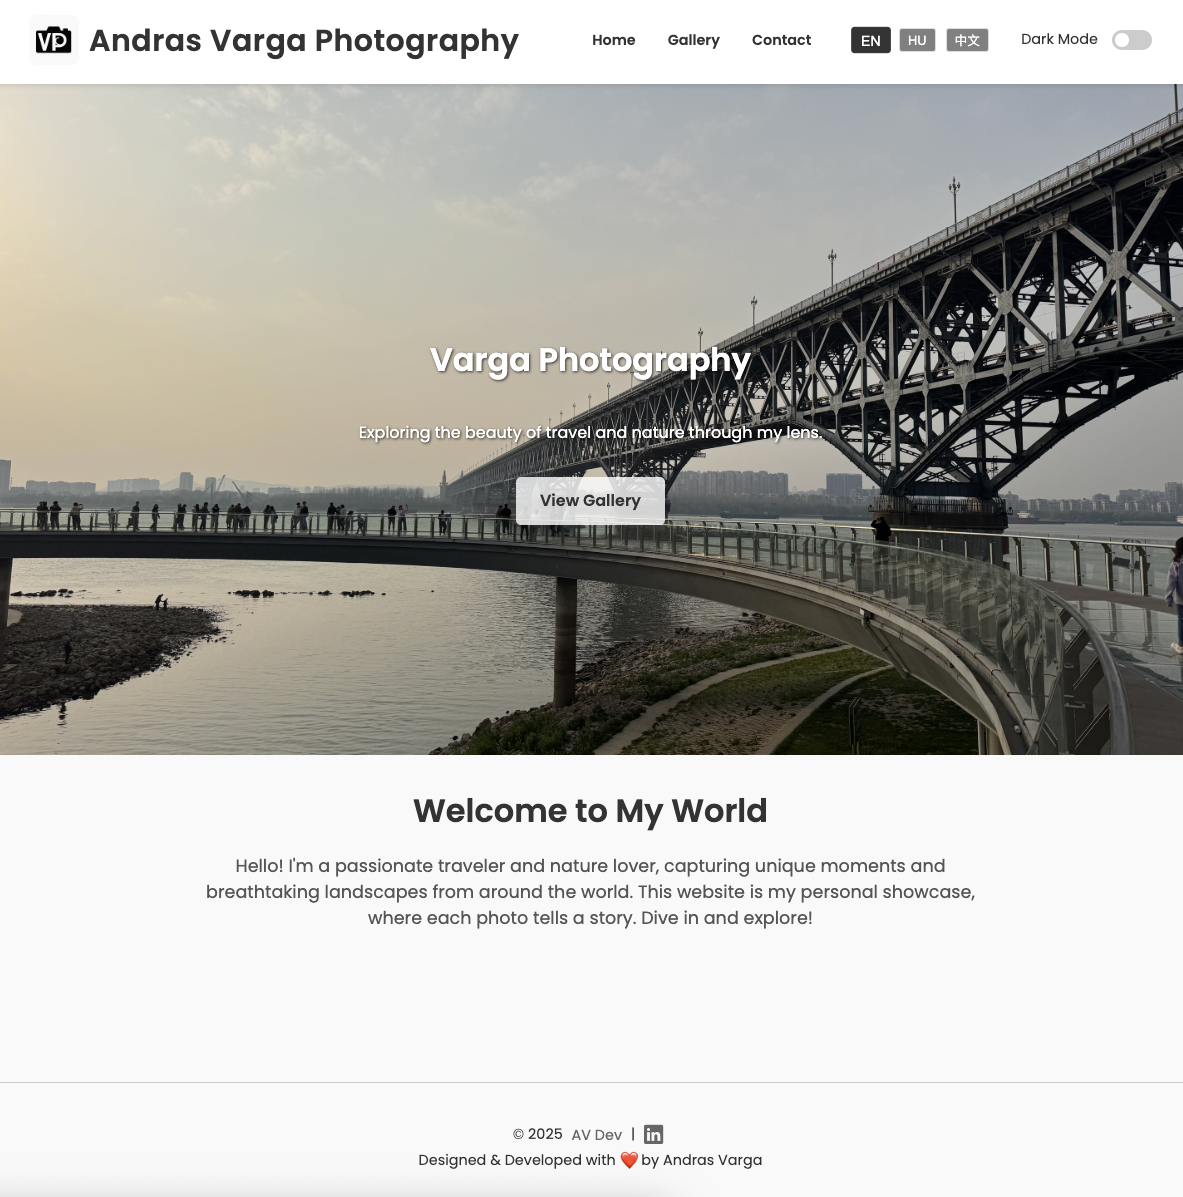 VP
Andras Varga Photography
Home
Gallery
Contact
EN
HU
中文
Dark Mode
Varga Photography
Exploring the beauty of travel and nature through my lens.
View Gallery
Welcome to My World
Hello! I'm a passionate traveler and nature lover, capturing unique moments and
breathtaking landscapes from around the world. This website is my personal showcase,
where each photo tells a story. Dive in and explore!
© 2025 AV Dev | in
Designed & Developed with ❤️ by Andras Varga